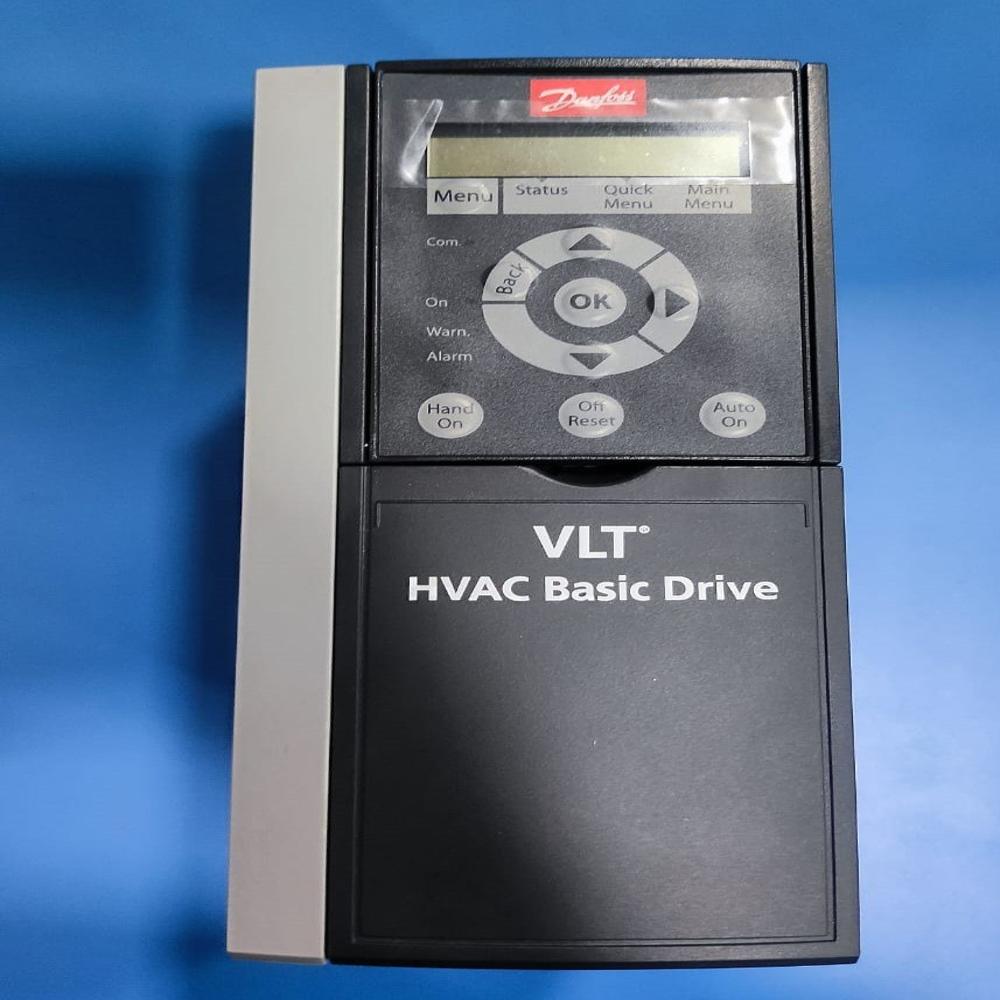 Danfoss
Menu
Status
Quick Menu
Main Menu
Com.
Back
On
OK
Warn.
Alarm
Hand On
Off Reset
Auto On
VLT®
HVAC Basic Drive